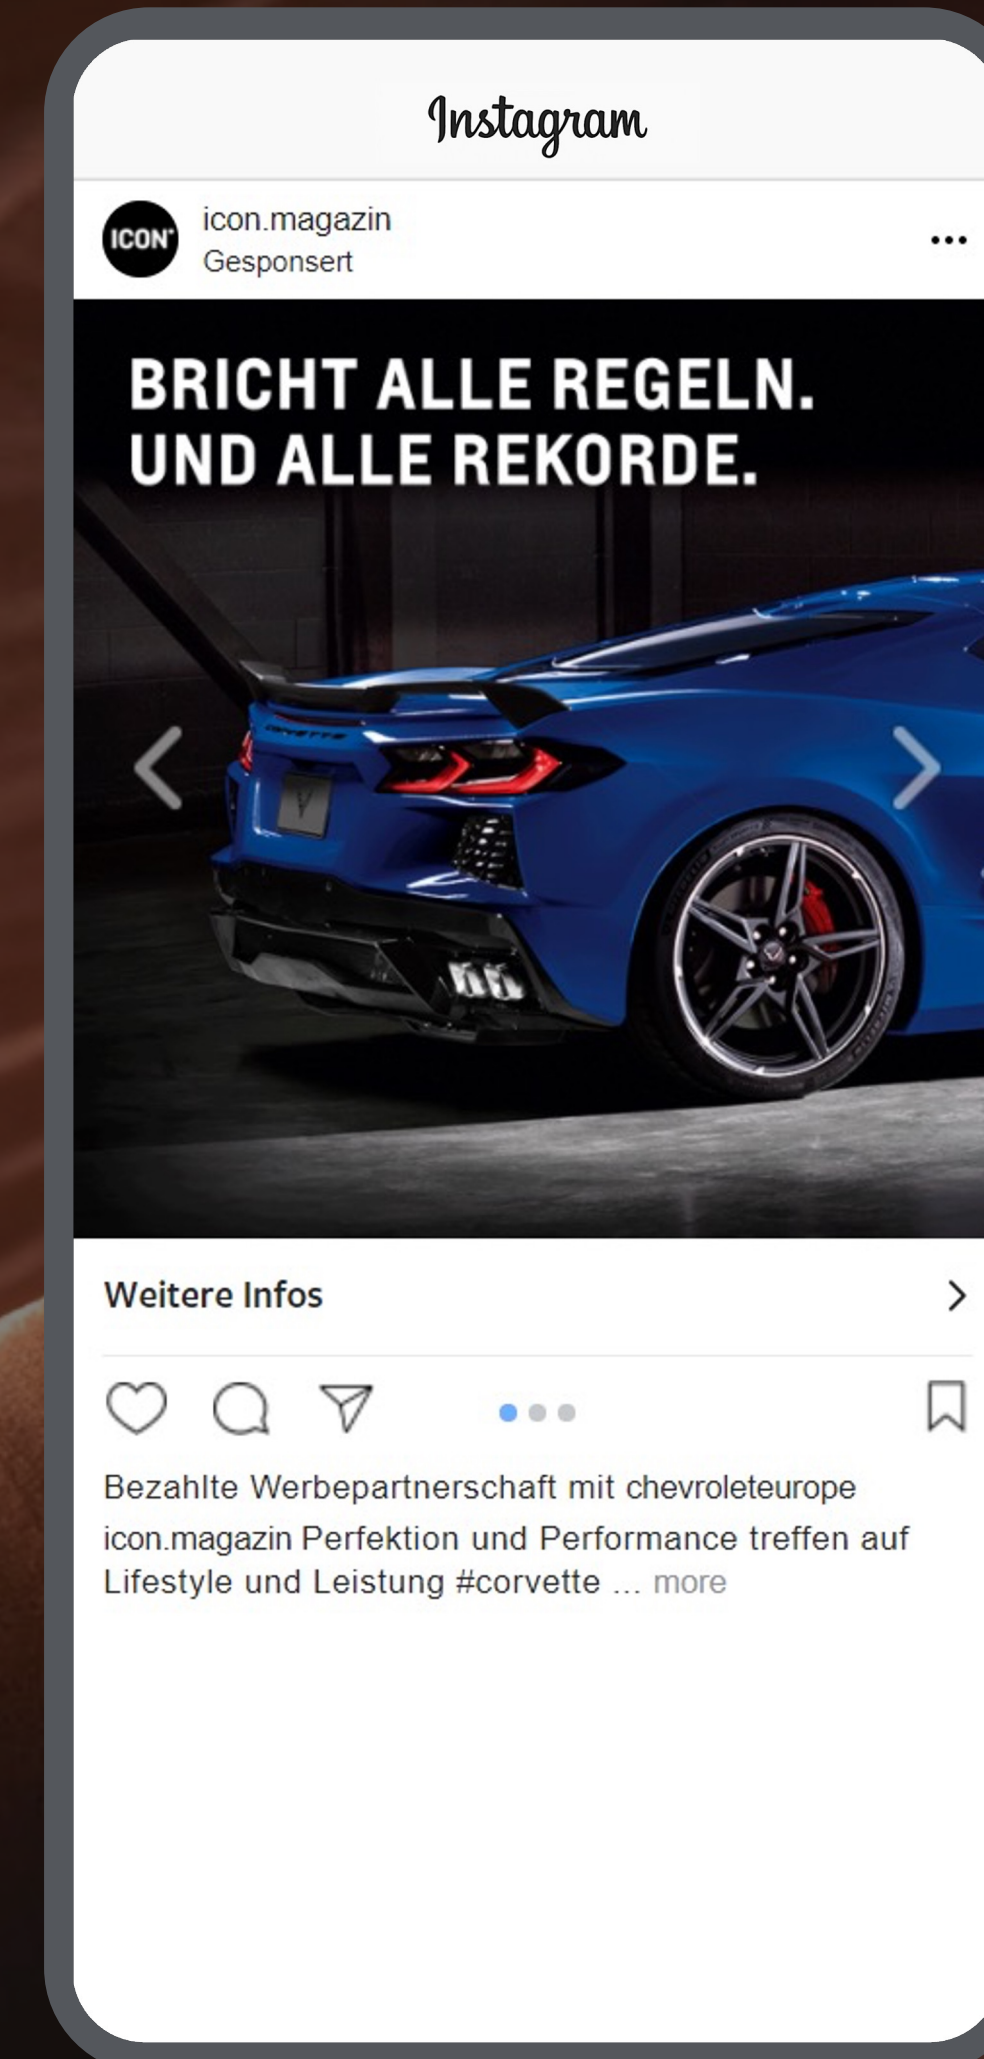 Instagram
ICON
icon.magazin
Gesponsert
BRICHT ALLE REGELN.
UND ALLE REKORDE.
CORVETTE
Weitere Infos
Bezahlte Werbepartnerschaft mit chevroleteurope
icon.magazin Perfektion und Performance treffen auf
Lifestyle und Leistung #corvette ... more